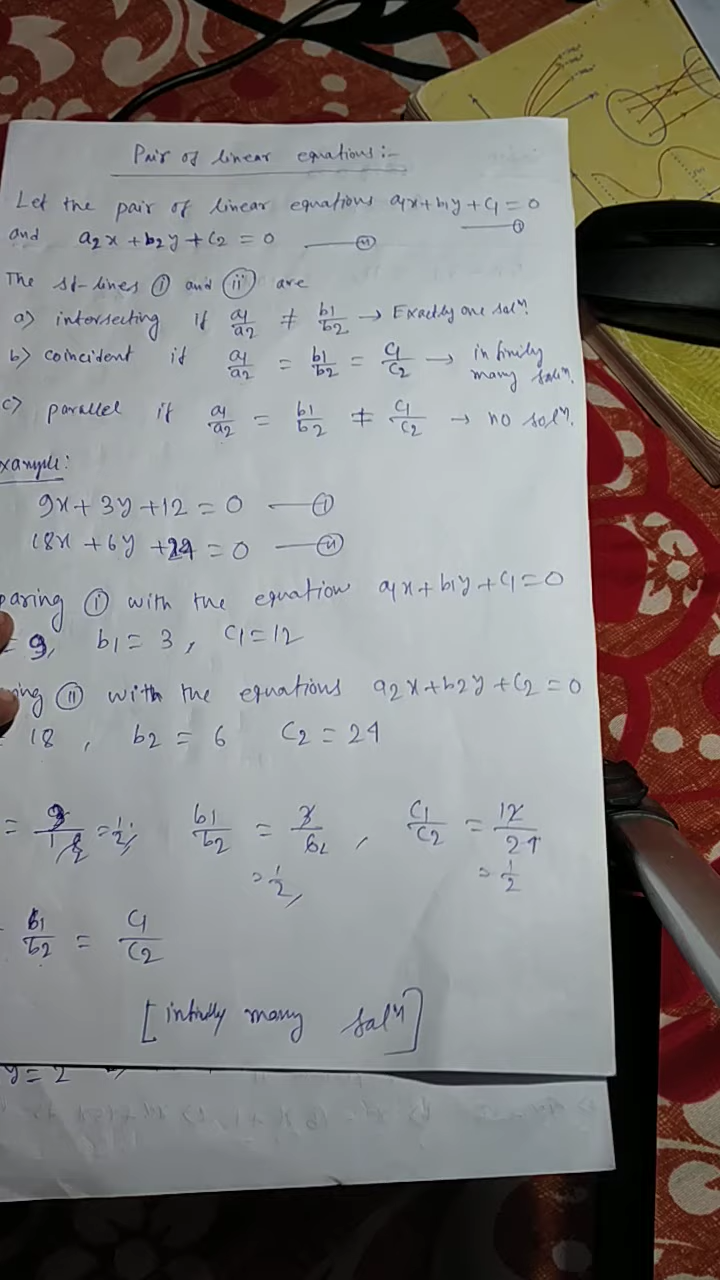 Pair of linear equations:-
Let the pair of linear equations a1x+b1y+c1=0
—— (i)
and a2x+b2y+c2=0 —— (ii)
The st-lines (i) and (ii) are
a) intersecting if a1/a2 ≠ b1/b2 → Exactly one solⁿ.
b) coincident if a1/a2 = b1/b2 = c1/c2 → infinily
many solⁿ.
c) parallel if a1/a2 = b1/b2 ≠ c1/c2 → no solⁿ.
xample:
9x+3y+12=0 —— (i)
18x+6y+24=0 —— (ii)
paring (i) with the equation a1x+b1y+c1=0
= 9, b1=3, c1=12
ing (ii) with the equations a2x+b2y+c2=0
18, b2=6 c2=24
= 9/18 = 1/2, b1/b2 = 3/6, c1/c2 = 12/24
= 1/2, = 1/2
b1/b2 = c1/c2
[infinily many solⁿ]
y=2